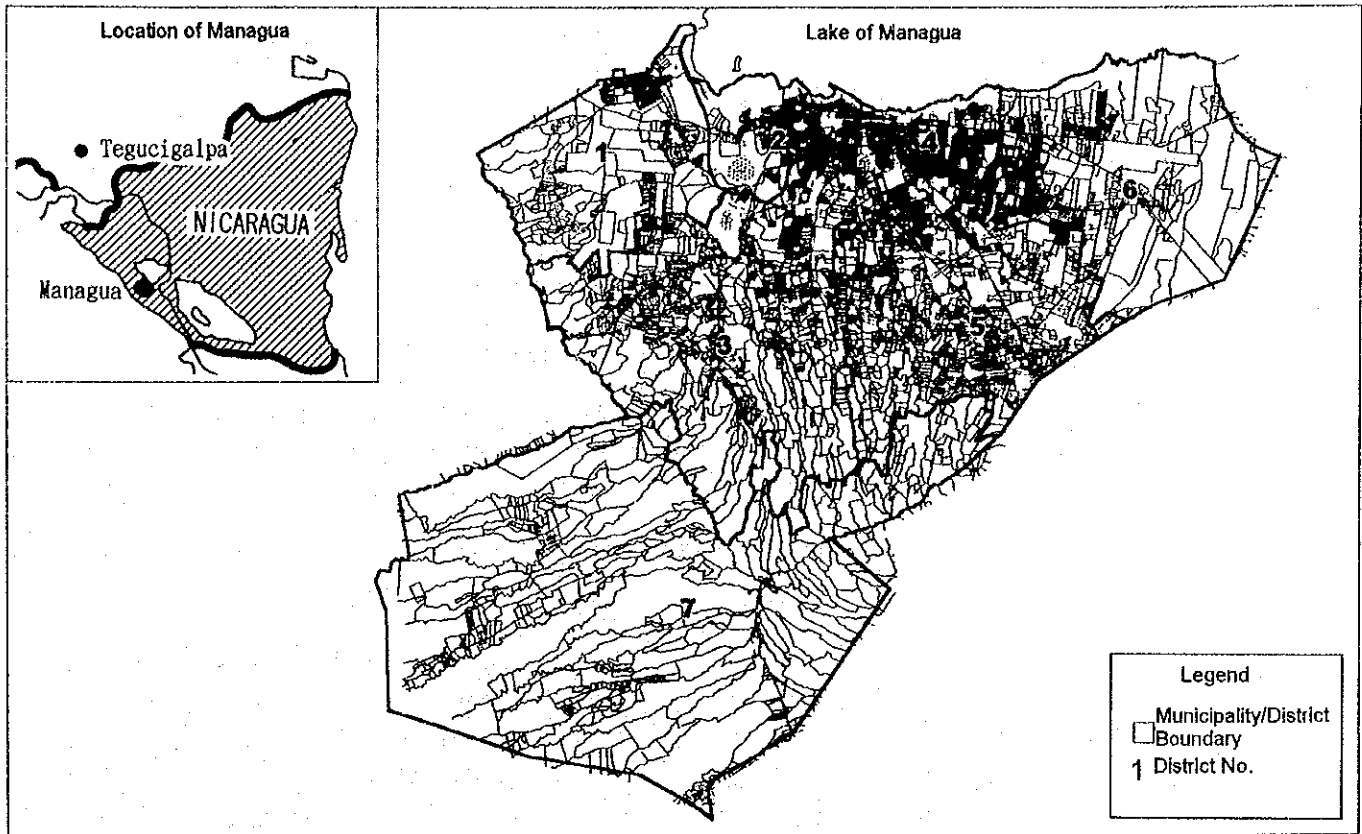 Location of Managua
Tegucigalpa
NICARAGUA
Managua
Lake of Managua
1
2
4
6
5
3
7
Legend
Municipality/District
Boundary
1 District No.